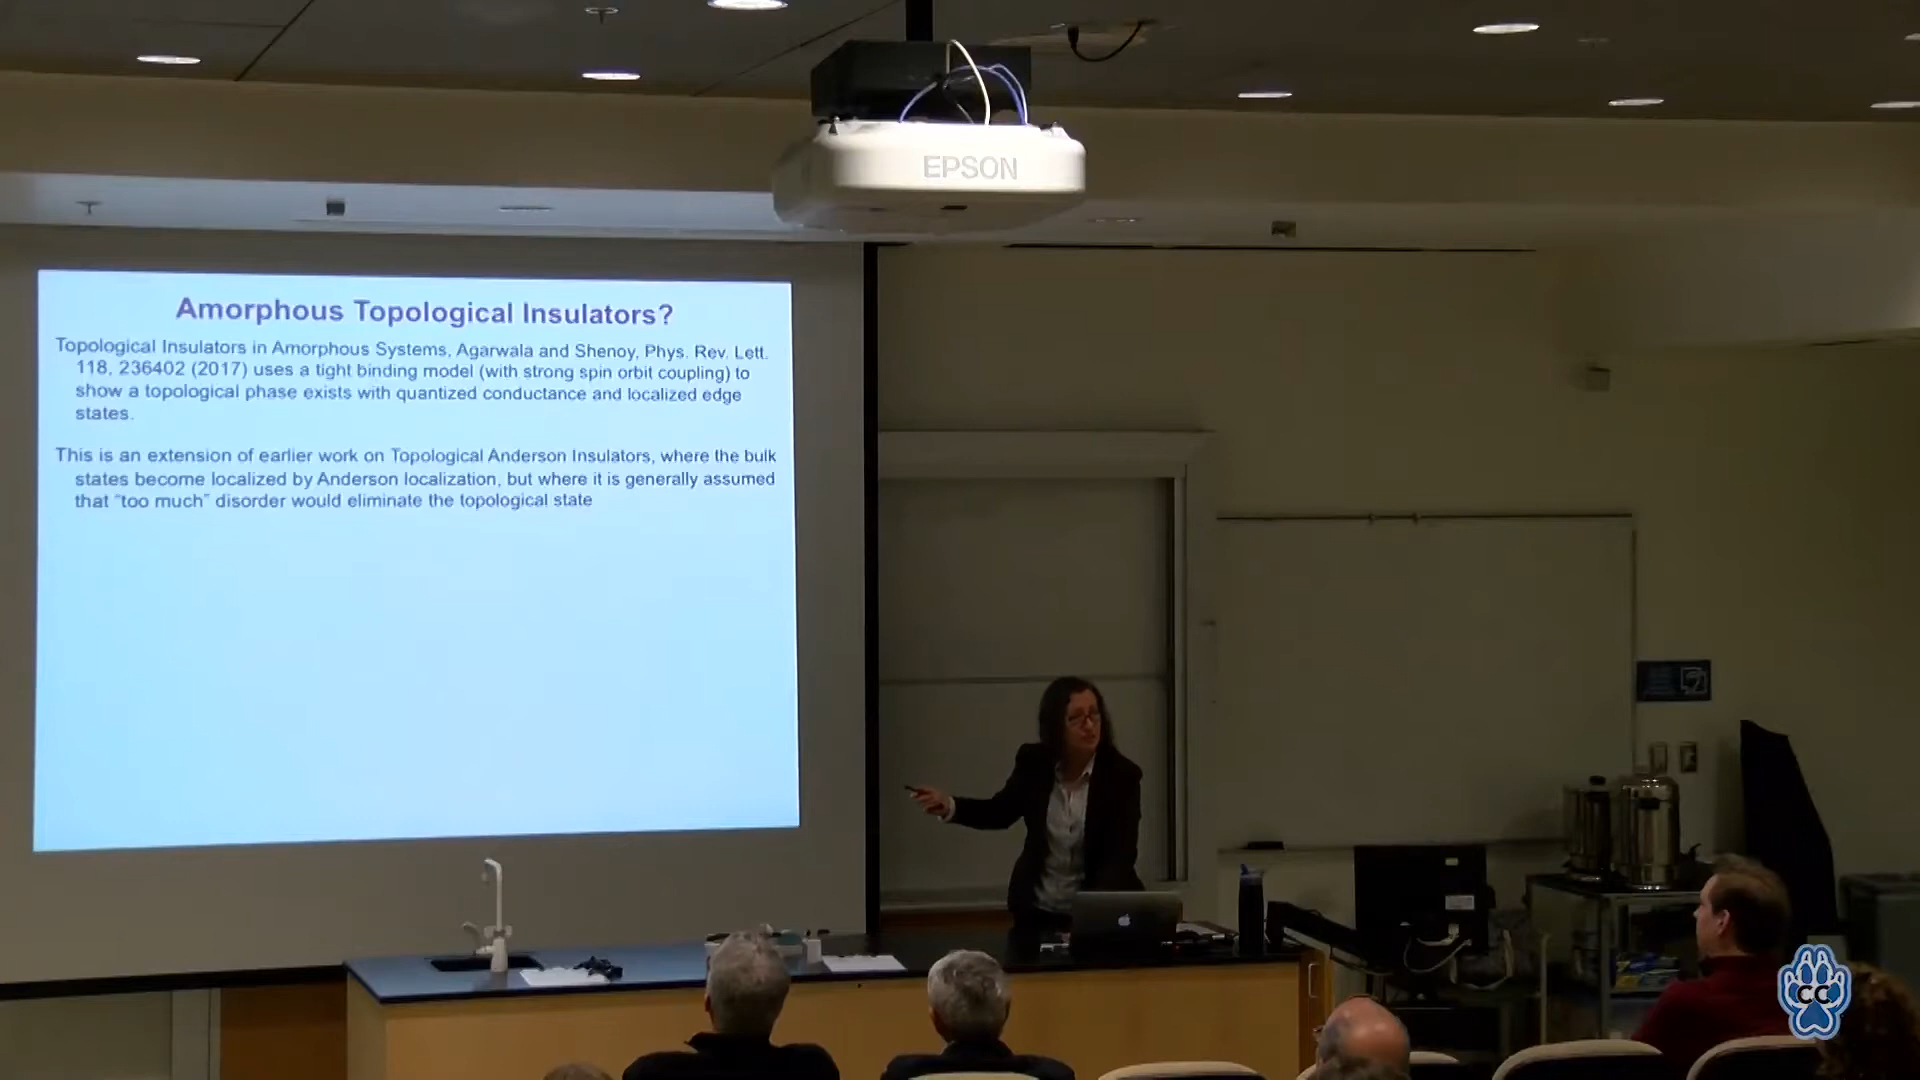 EPSON
Amorphous Topological Insulators?
Topological Insulators in Amorphous Systems, Agarwala and Shenoy, Phys. Rev. Lett.
118, 236402 (2017) uses a tight binding model (with strong spin orbit coupling) to
show a topological phase exists with quantized conductance and localized edge
states.
This is an extension of earlier work on Topological Anderson Insulators, where the bulk
states become localized by Anderson localization, but where it is generally assumed
that “too much” disorder would eliminate the topological state
CC